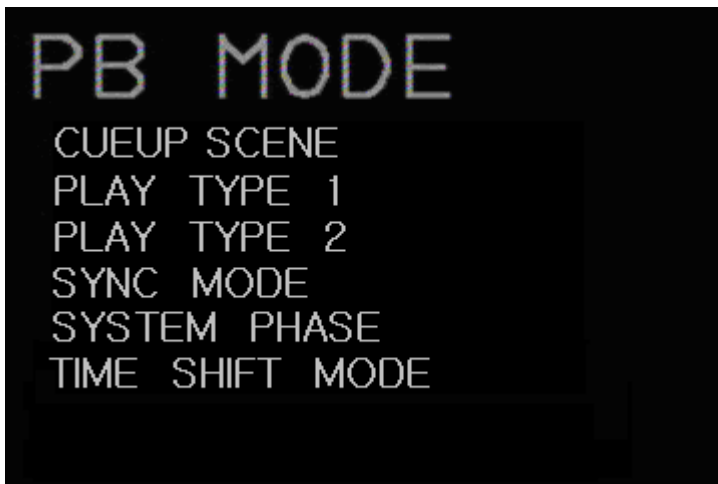 PB MODE
CUEUP SCENE
PLAY TYPE 1
PLAY TYPE 2
SYNC MODE
SYSTEM PHASE
TIME SHIFT MODE